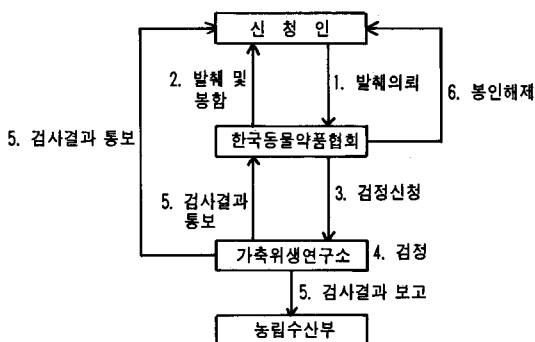 신 청 인
2. 발췌 및
봉함
1. 발췌의뢰
6. 봉인해제
5. 검사결과 통보
한국동물약품협회
5. 검사결과
통보
3. 검정신청
가축위생연구소
4. 검정
5. 검사결과 보고
농림수산부